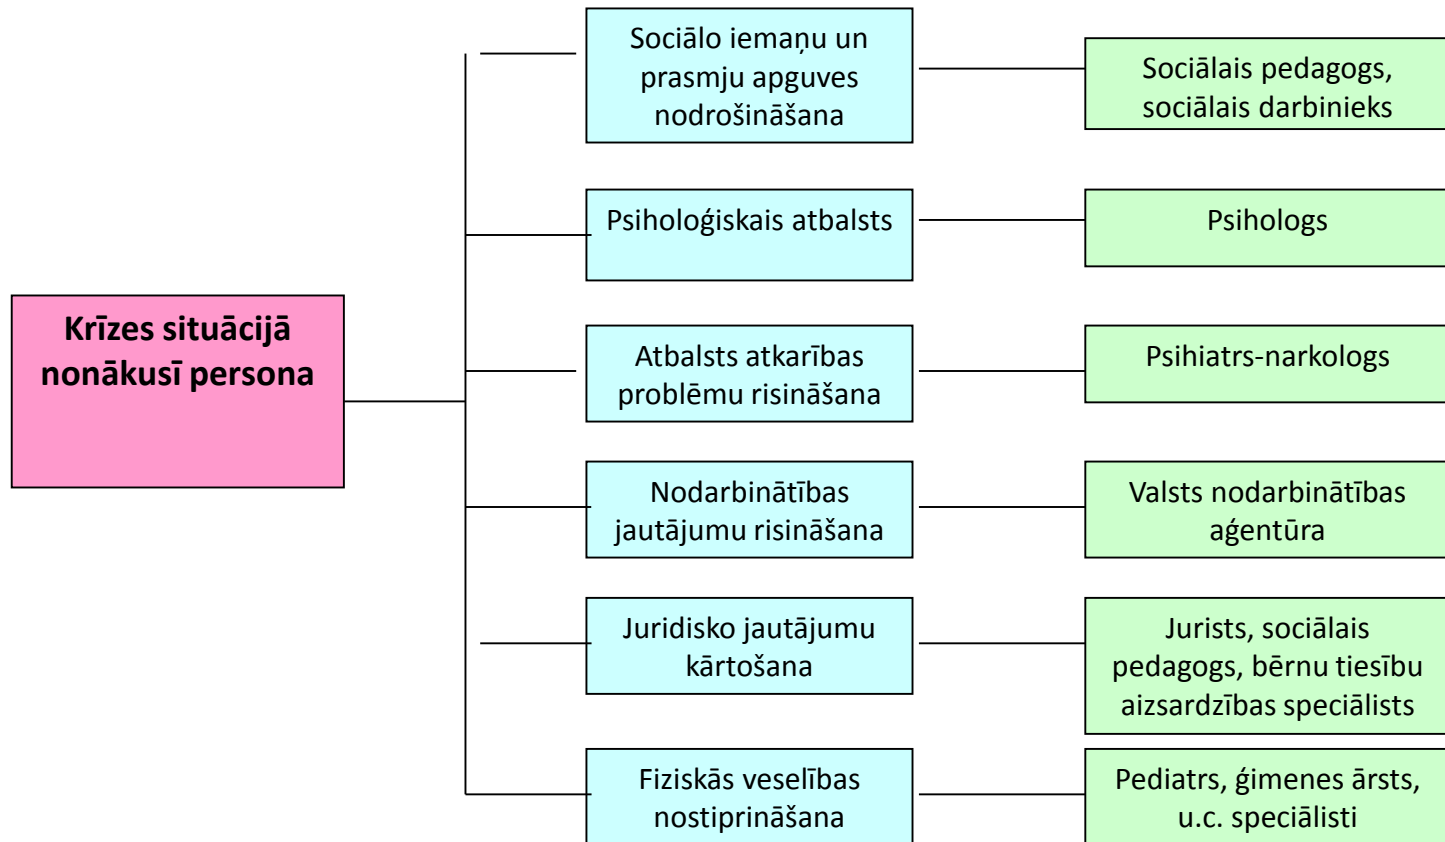 Sociālo iemaņu un
prasmju apguves
nodrošināšana
Sociālais pedagogs,
sociālais darbinieks
Psiholoģiskais atbalsts
Psihologs
Krīzes situācijā
nonākusī persona
Atbalsts atkarības
problēmu risināšana
Psihiatrs-narkologs
Nodarbinātības
jautājumu risināšana
Valsts nodarbinātības
aģentūra
Juridisko jautājumu
kārtošana
Jurists, sociālais
pedagogs, bērnu tiesību
aizsardzības speciālists
Fiziskās veselības
nostiprināšana
Pediatrs, ģimenes ārsts,
u.c. speciālisti